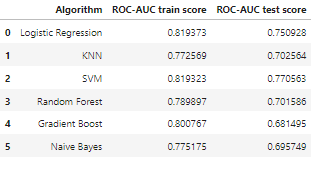 Algorithm ROC-AUC train score ROC-AUC test score
0 Logistic Regression 0.819373 0.750928
1 KNN 0.772569 0.702564
2 SVM 0.819323 0.770563
3 Random Forest 0.789897 0.701586
4 Gradient Boost 0.800767 0.681495
5 Naive Bayes 0.775175 0.695749